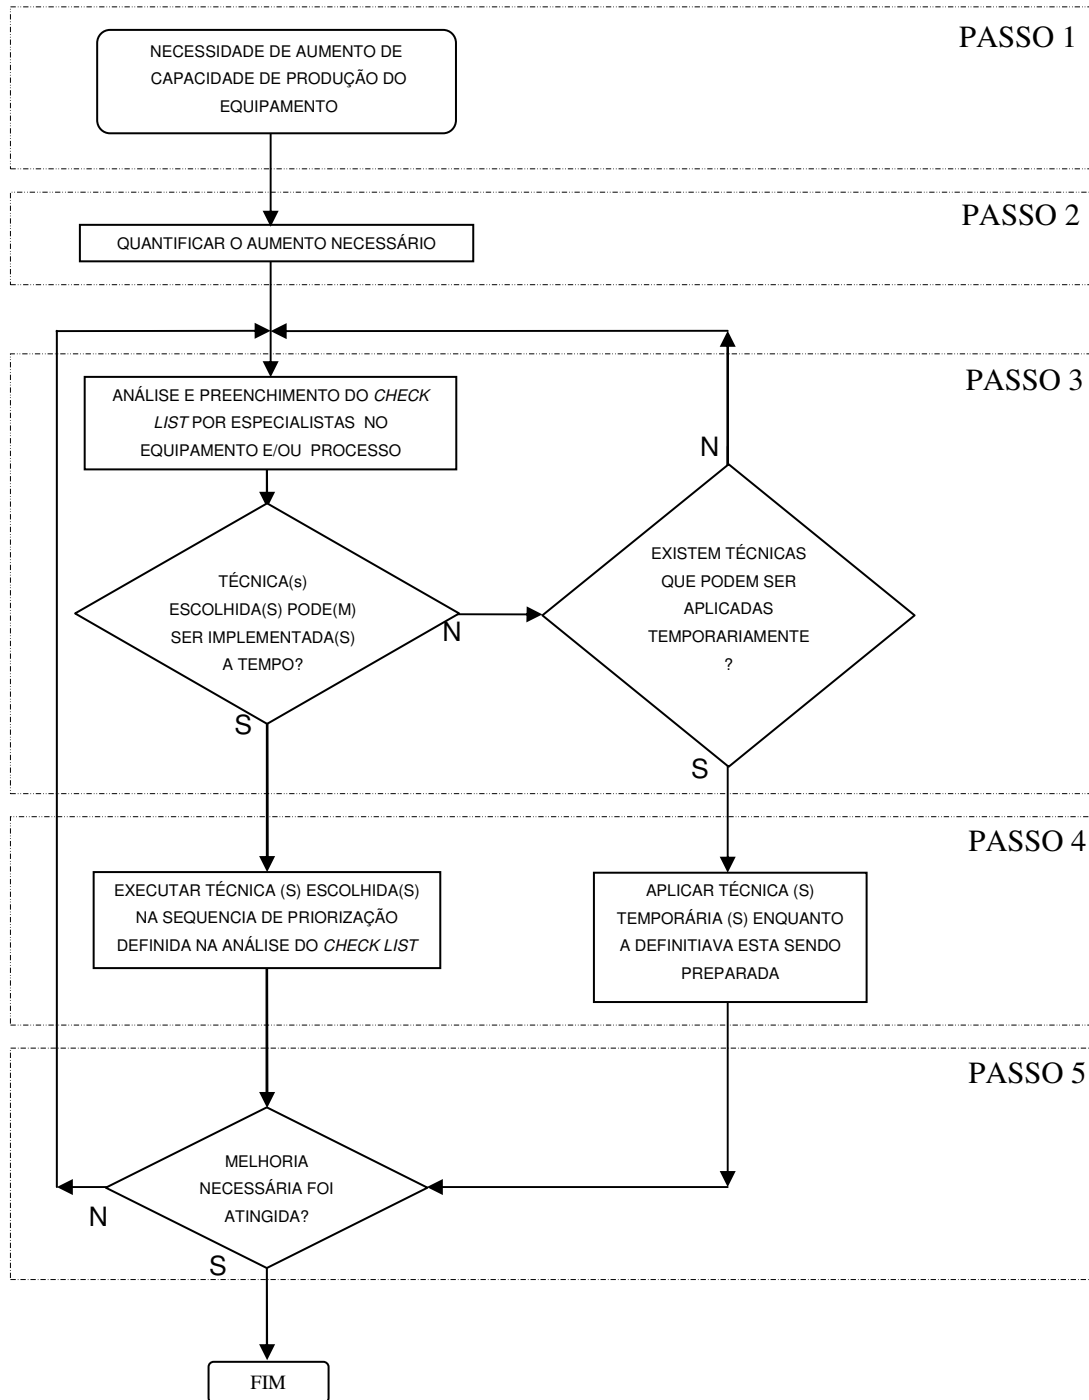 PASSO 1
NECESSIDADE DE AUMENTO DE
CAPACIDADE DE PRODUÇÃO DO
EQUIPAMENTO
PASSO 2
QUANTIFICAR O AUMENTO NECESSÁRIO
PASSO 3
ANÁLISE E PREENCHIMENTO DO CHECK
LIST POR ESPECIALISTAS NO
EQUIPAMENTO E/OU PROCESSO
N
EXISTEM TÉCNICAS
QUE PODEM SER
APLICADAS
TEMPORARIAMENTE
?
TÉCNICA(s)
ESCOLHIDA(S) PODE(M)
SER IMPLEMENTADA(S)
A TEMPO?
N
S
S
PASSO 4
EXECUTAR TÉCNICA (S) ESCOLHIDA(S)
NA SEQUENCIA DE PRIORIZAÇÃO
DEFINIDA NA ANÁLISE DO CHECK LIST
APLICAR TÉCNICA (S)
TEMPORÁRIA (S) ENQUANTO
A DEFINITIAVA ESTA SENDO
PREPARADA
PASSO 5
MELHORIA
NECESSÁRIA FOI
ATINGIDA?
N
S
FIM